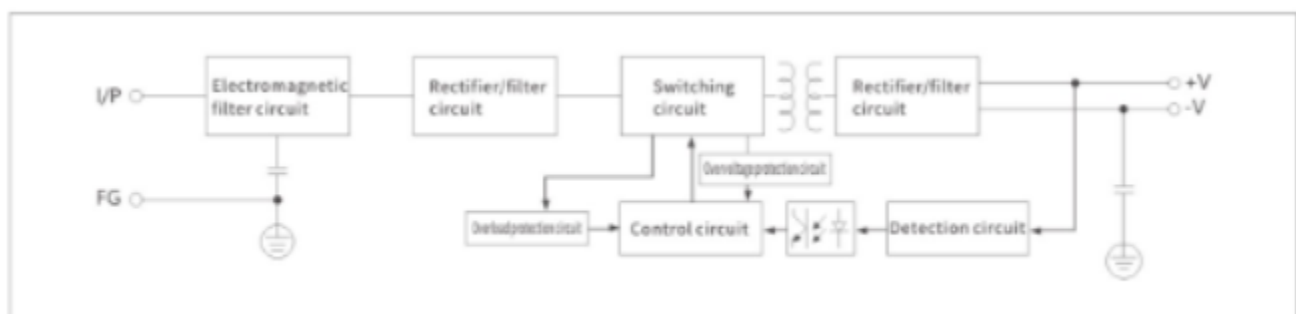 I/P
Electromagnetic
filter circuit
Rectifier/filter
circuit
Switching
circuit
Rectifier/filter
circuit
+V
-V
Overvoltage protection circuit
FG
Overload protection circuit
Control circuit
Detection circuit